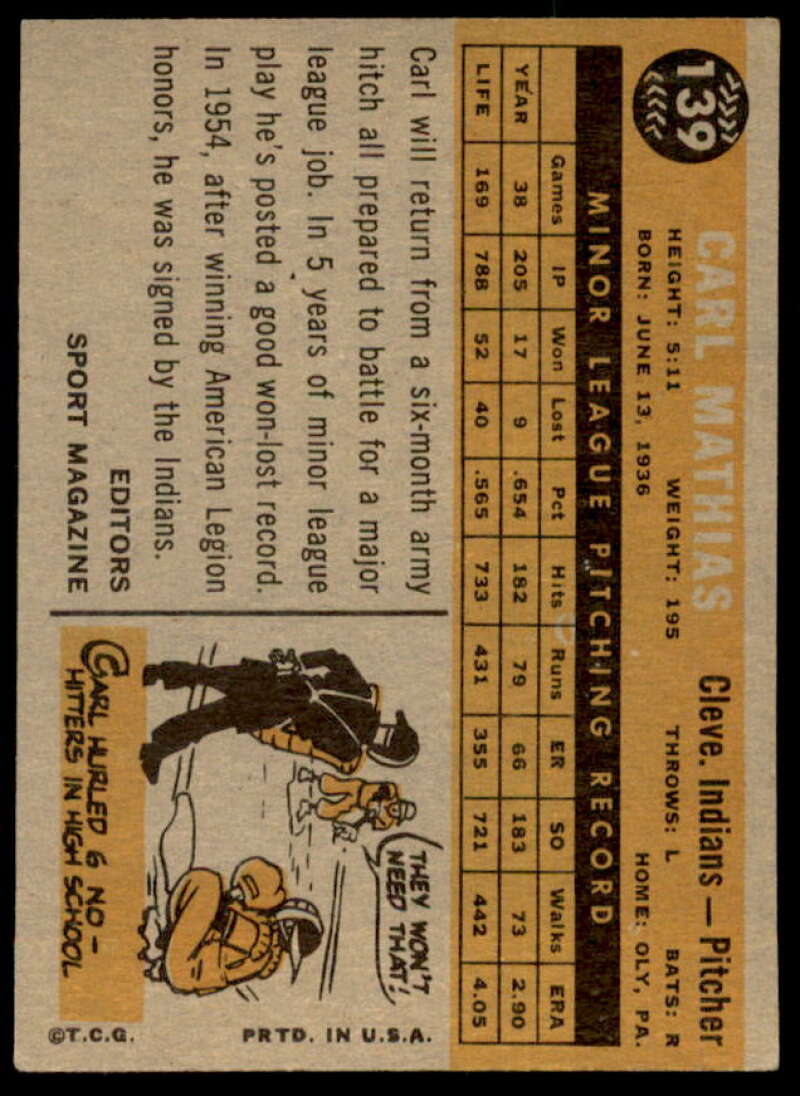 139
CARL MATHIAS Cleve. Indians — Pitcher
HEIGHT: 5:11 WEIGHT: 195 THROWS: L BATS: R
BORN: JUNE 13, 1936 HOME: OLY, PA.
MINOR LEAGUE PITCHING RECORD
Games IP Won Lost Pct Hits Runs ER SO Walks ERA
YEAR 38 205 17 9 .654 182 79 66 183 73 2.90
LIFE 169 788 52 40 .565 733 431 355 721 442 4.05
Carl will return from a six-month army
hitch all prepared to battle for a major
league job. In 5 years of minor league
play he's posted a good won-lost record.
In 1954, after winning American Legion
honors, he was signed by the Indians.
EDITORS
SPORT MAGAZINE
THEY WON'T
NEED THAT!
CARL HURLED 6 NO-
HITTERS IN HIGH SCHOOL
©T.C.G. PRTD. IN U.S.A.